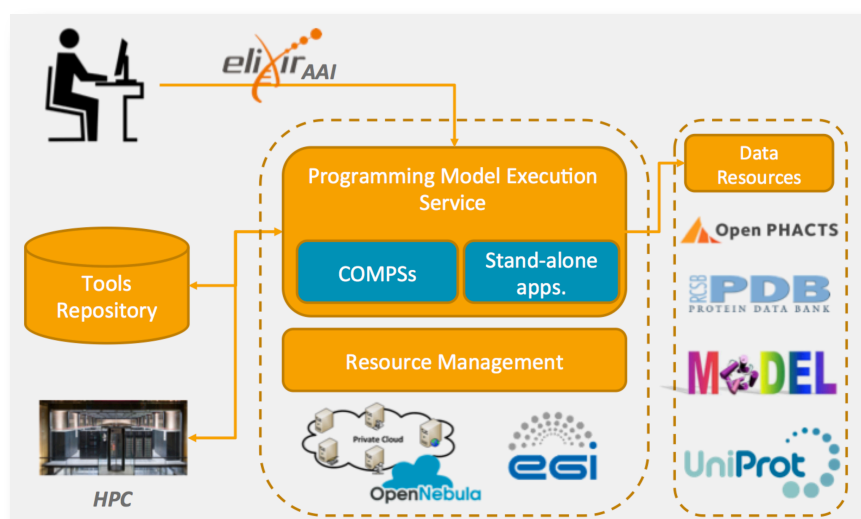 elixir
AAI
Programming Model Execution
Service
COMPSs
Stand-alone
apps.
Data
Resources
Open PHACTS
RCSB
PDB
PROTEIN DATA BANK
MODEL
UniProt
Tools
Repository
Resource Management
Private Cloud
OpenNebula
eGi
HPC